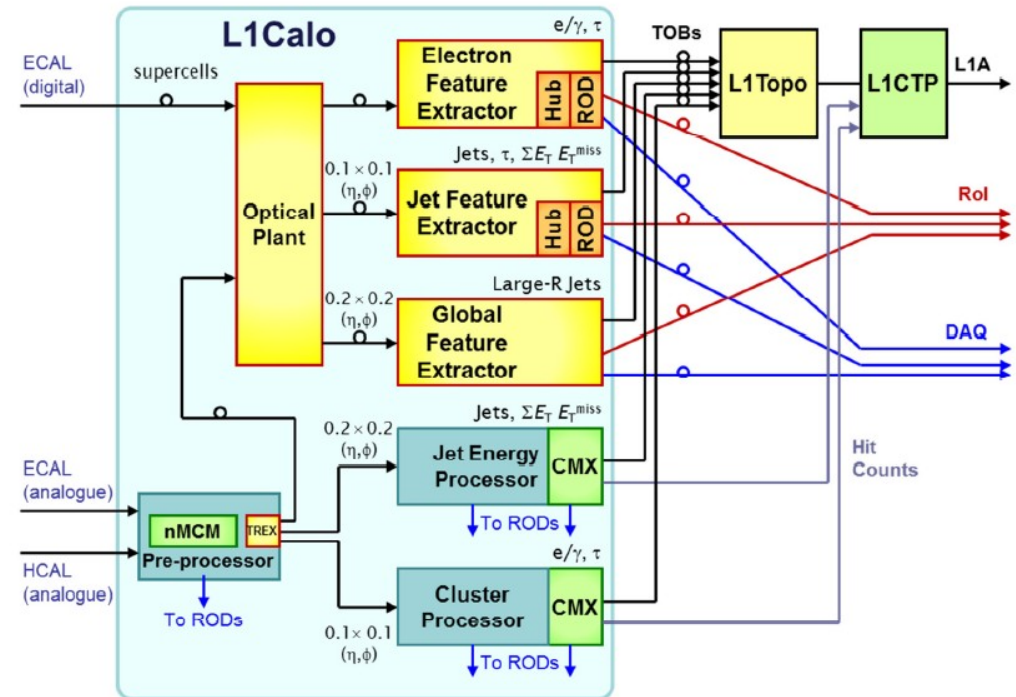 L1Calo
ECAL
(digital)
supercells
e/γ, τ
Electron
Feature
Extractor
Hub
ROD
TOBs
L1Topo
L1CTP
L1A
Jets, τ, ΣE_T E_T^miss
0.1 × 0.1
(η,ϕ)
Optical
Plant
Jet Feature
Extractor
Hub
ROD
RoI
Large-R Jets
0.2 × 0.2
(η,ϕ)
Global
Feature
Extractor
DAQ
Jets, ΣE_T E_T^miss
0.2 × 0.2
(η,ϕ)
Jet Energy
Processor
CMX
Hit
Counts
To RODs
ECAL
(analogue)
nMCM
TREX
Pre-processor
HCAL
(analogue)
To RODs
e/γ, τ
Cluster
Processor
CMX
0.1 × 0.1
(η,ϕ)
To RODs